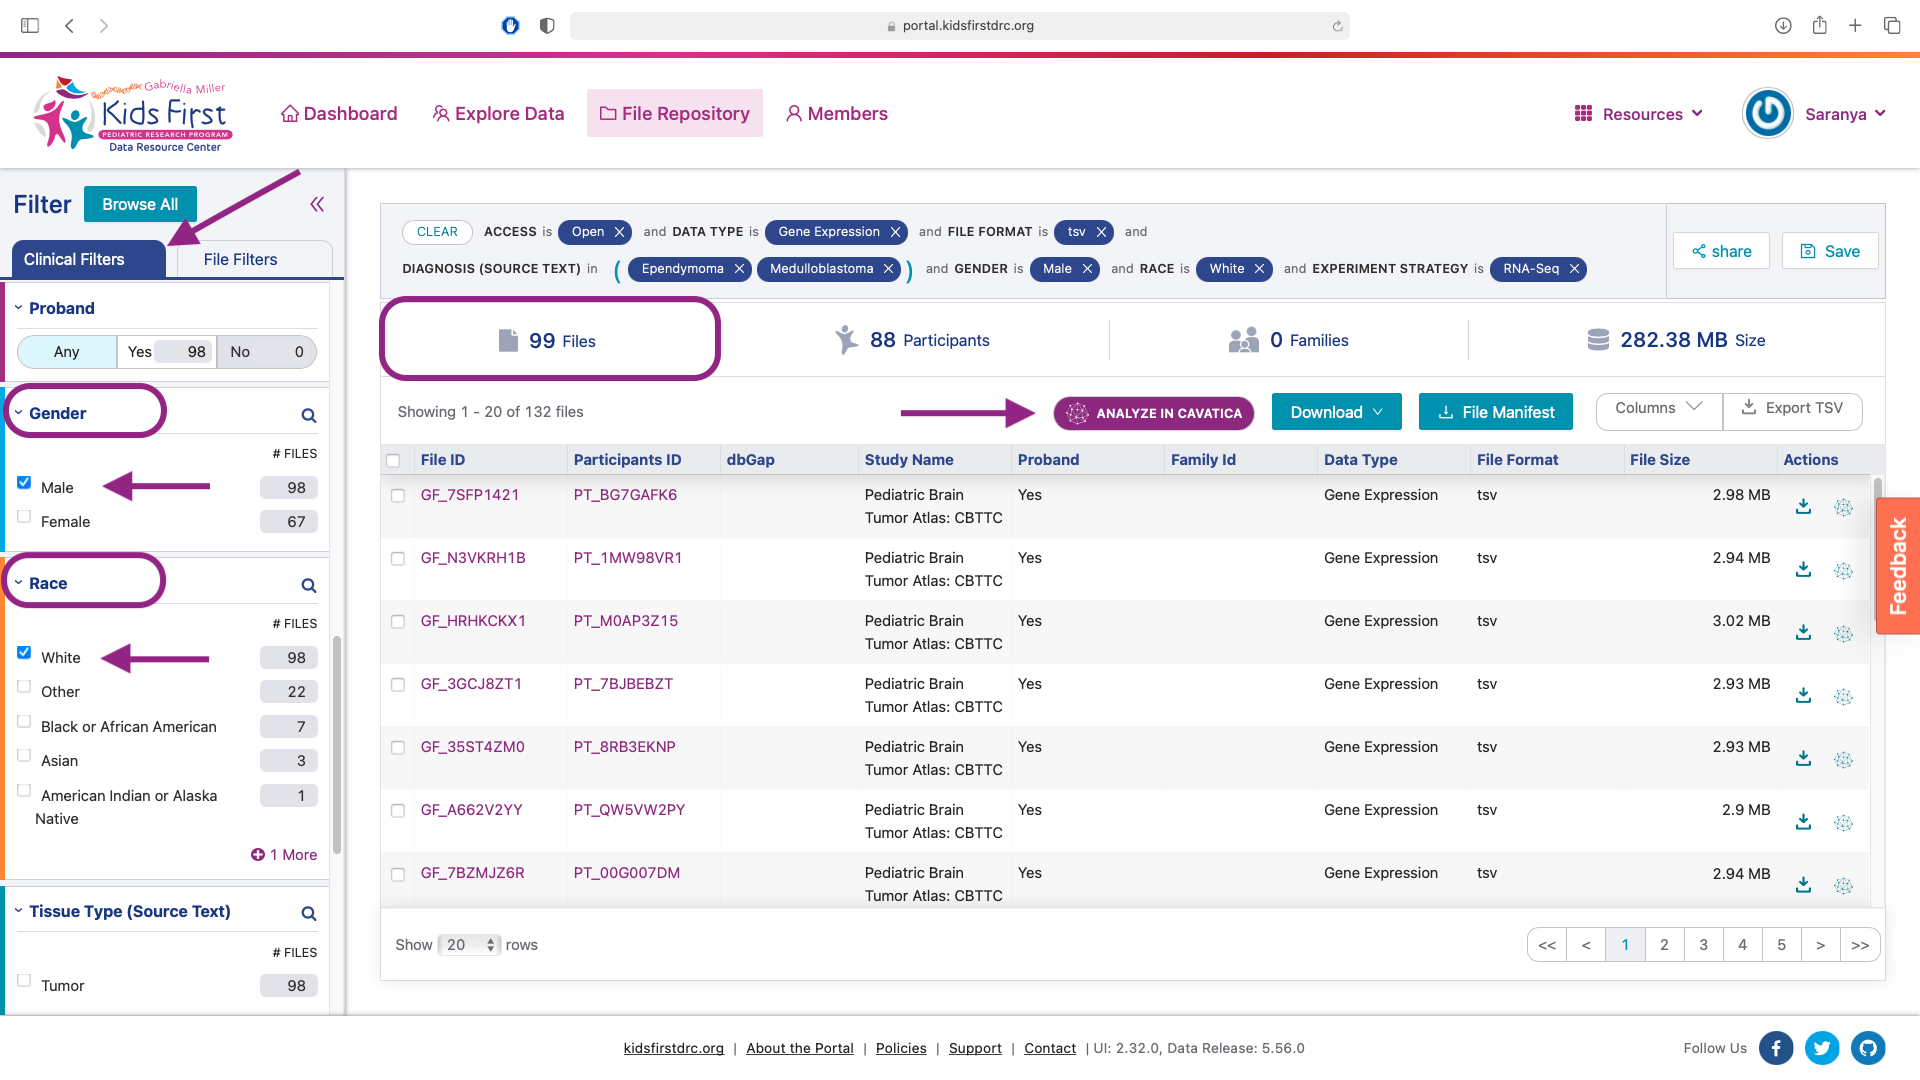 portal.kidsfirstdrc.org
Gabriella Miller
Kids First
PEDIATRIC RESEARCH PROGRAM
Data Resource Center
Dashboard
Explore Data
File Repository
Members
Resources
Saranya
Filter
Browse All
Clinical Filters
File Filters
Proband
Any
Yes 98
No 0
Gender
# FILES
Male 98
Female 67
Race
# FILES
White 98
Other 22
Black or African American 7
Asian 3
American Indian or Alaska 1
Native
1 More
Tissue Type (Source Text)
# FILES
Tumor 98
CLEAR ACCESS is Open and DATA TYPE is Gene Expression and FILE FORMAT is tsv and
DIAGNOSIS (SOURCE TEXT) in ( Ependymoma Medulloblastoma ) and GENDER is Male and RACE is White and EXPERIMENT STRATEGY is RNA-Seq
share
Save
99 Files
88 Participants
0 Families
282.38 MB Size
Showing 1 - 20 of 132 files
ANALYZE IN CAVATICA
Download
File Manifest
Columns
Export TSV
File ID Participants ID dbGap Study Name Proband Family Id Data Type File Format File Size Actions
GF_7SFP1421 PT_BG7GAFK6 Pediatric Brain Yes Gene Expression tsv 2.98 MB
Tumor Atlas: CBTTC
GF_N3VKRH1B PT_1MW98VR1 Pediatric Brain Yes Gene Expression tsv 2.94 MB
Tumor Atlas: CBTTC
GF_HRHKCKX1 PT_M0AP3Z15 Pediatric Brain Yes Gene Expression tsv 3.02 MB
Tumor Atlas: CBTTC
GF_3GCJ8ZT1 PT_7BJBEBZT Pediatric Brain Yes Gene Expression tsv 2.93 MB
Tumor Atlas: CBTTC
GF_35ST4ZM0 PT_8RB3EKNP Pediatric Brain Yes Gene Expression tsv 2.93 MB
Tumor Atlas: CBTTC
GF_A662V2YY PT_QW5VW2PY Pediatric Brain Yes Gene Expression tsv 2.9 MB
Tumor Atlas: CBTTC
GF_7BZMJZ6R PT_00G007DM Pediatric Brain Yes Gene Expression tsv 2.94 MB
Tumor Atlas: CBTTC
Feedback
Show 20 rows
<< < 1 2 3 4 5 > >>
kidsfirstdrc.org | About the Portal | Policies | Support | Contact | UI: 2.32.0, Data Release: 5.56.0
Follow Us